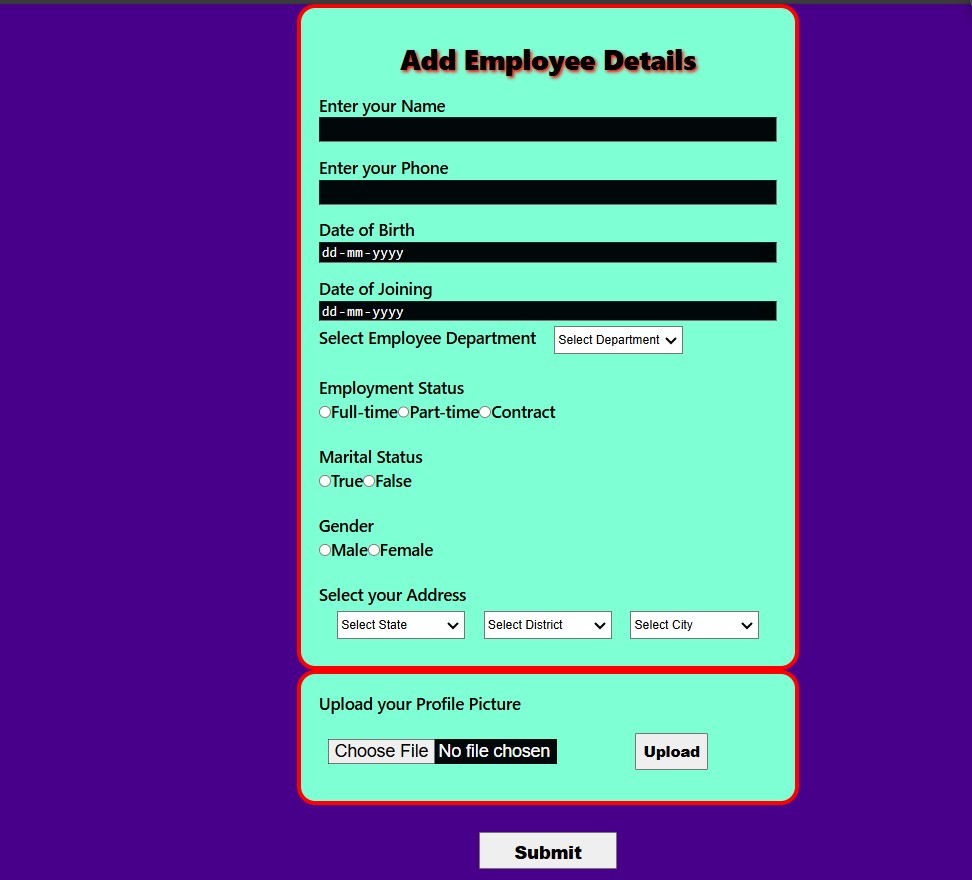 Add Employee Details
Enter your Name
Enter your Phone
Date of Birth
dd-mm-yyyy
Date of Joining
dd-mm-yyyy
Select Employee Department Select Department
Employment Status
Full-time Part-time Contract
Marital Status
True False
Gender
Male Female
Select your Address
Select State Select District Select City
Upload your Profile Picture
Choose File No file chosen Upload
Submit